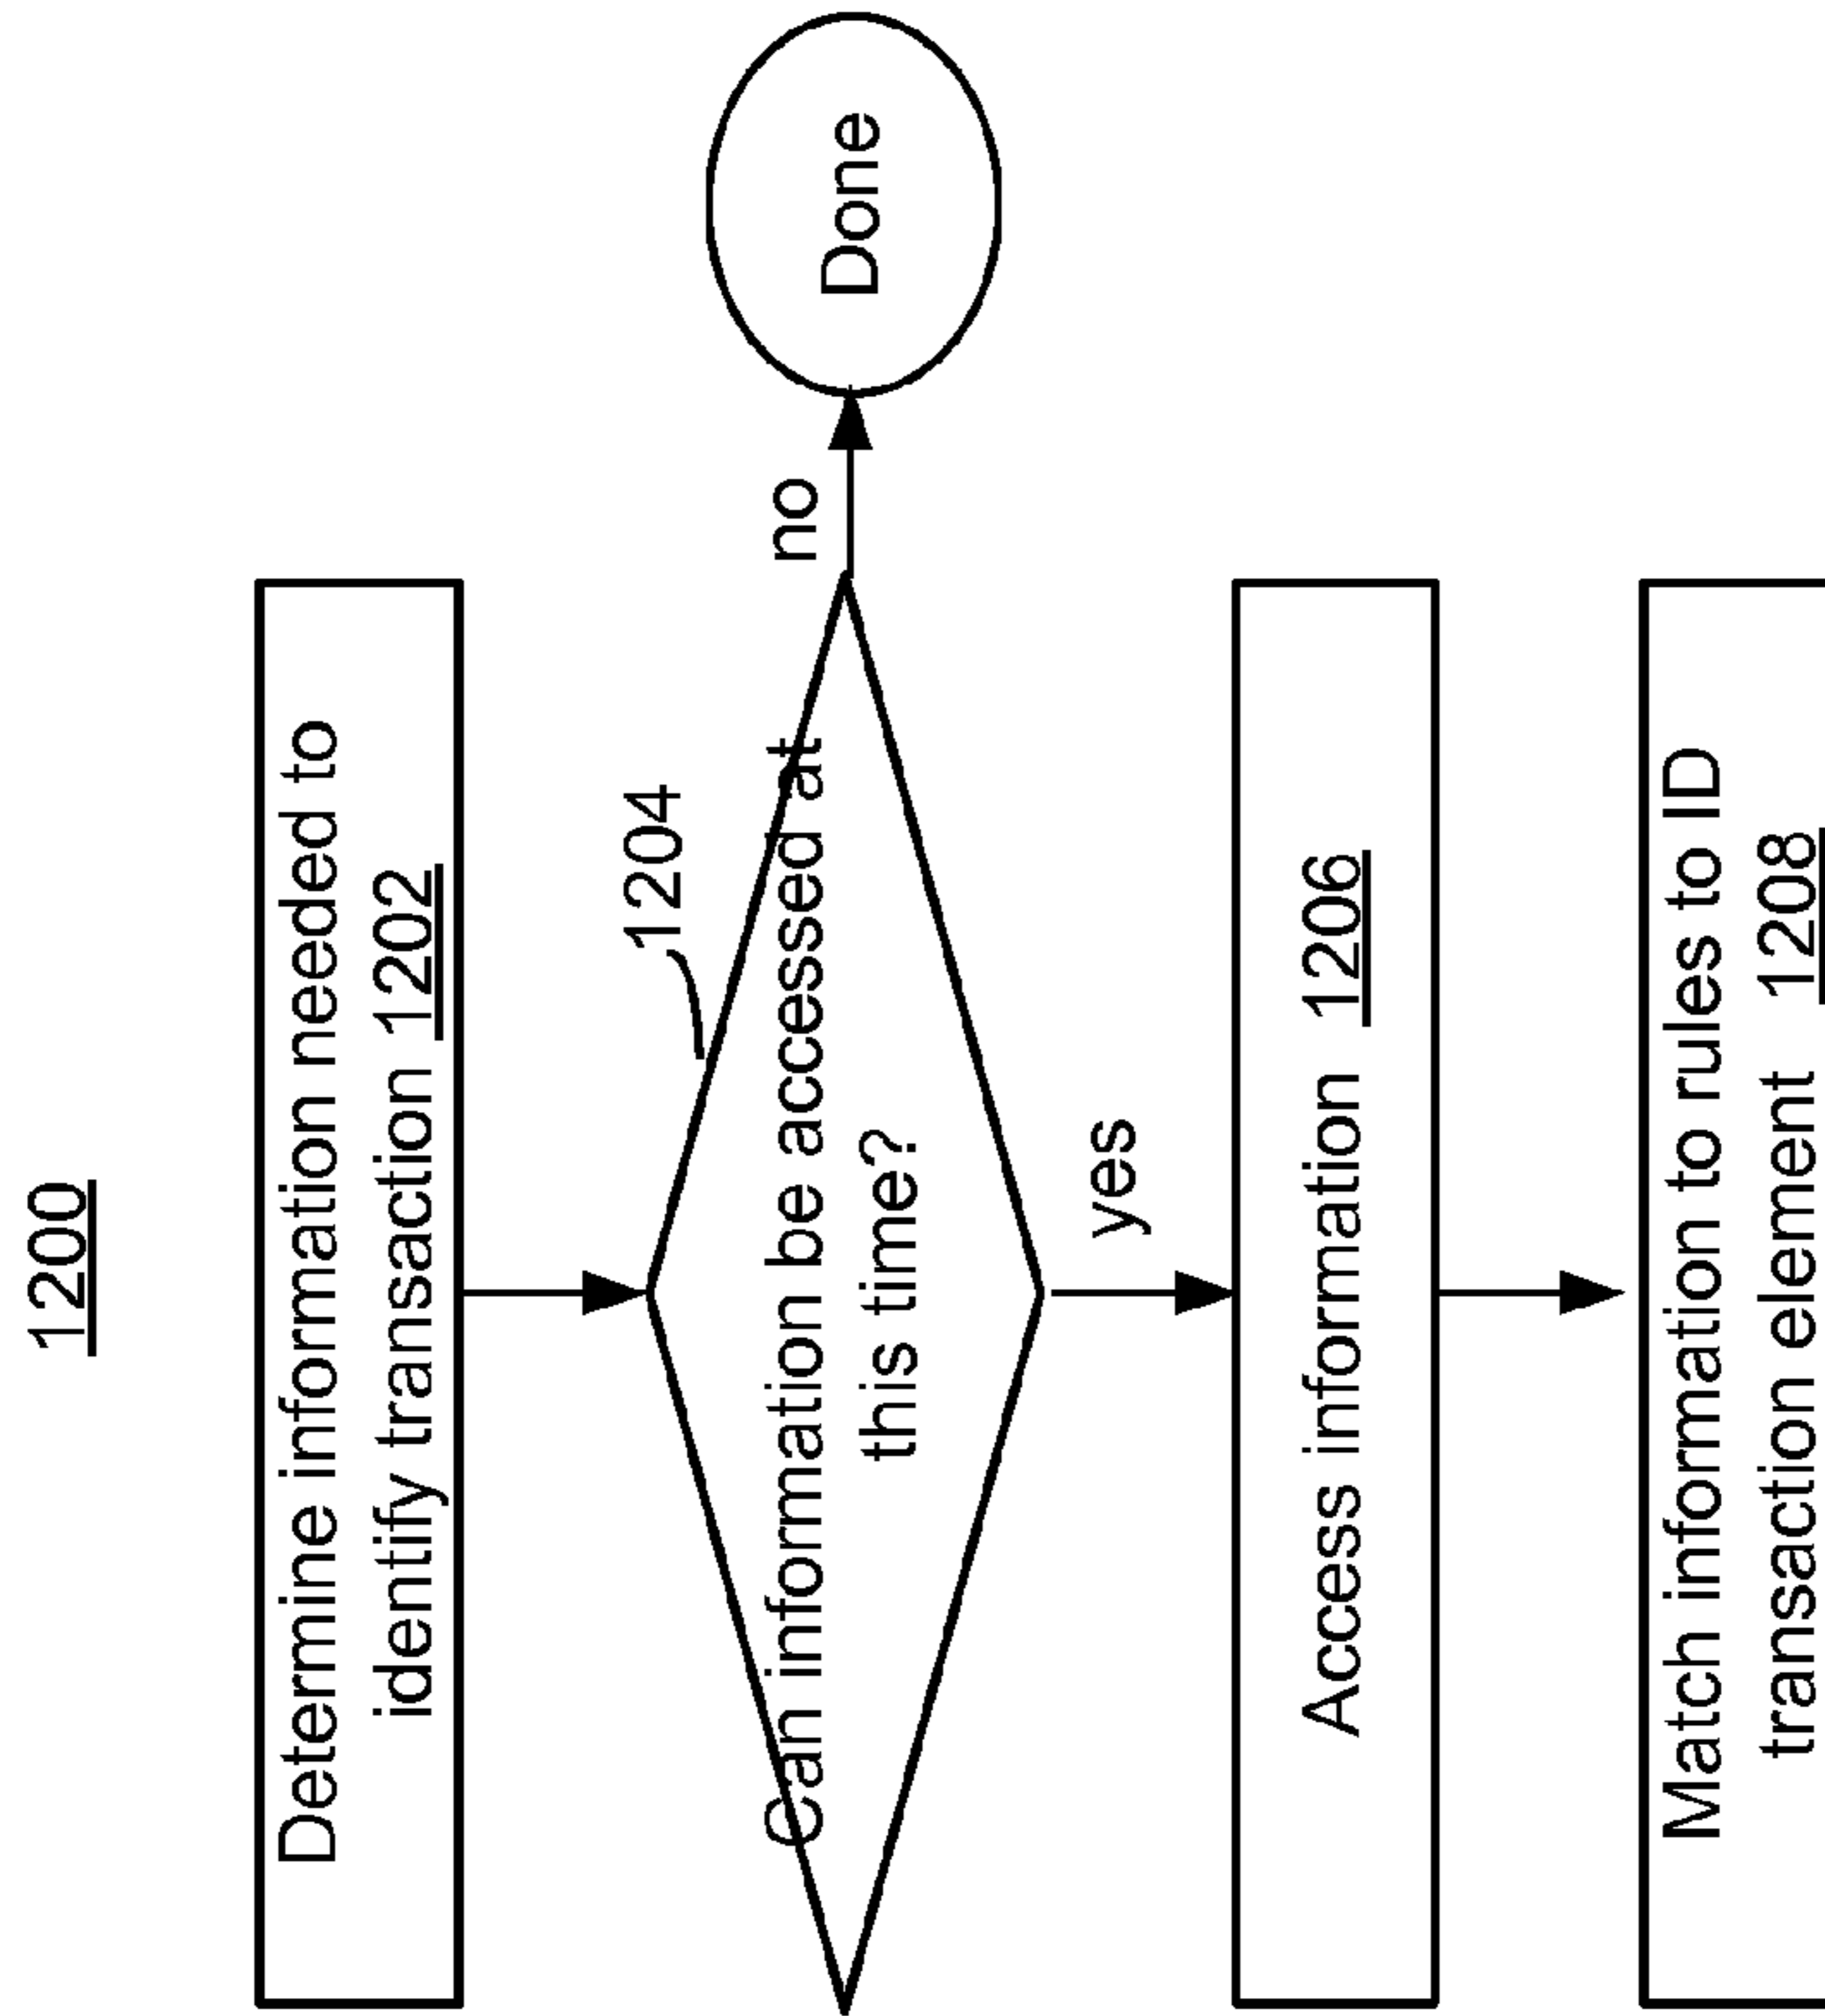 1200
Determine information needed to
identify transaction 1202
1204
Can information be accessed at
this time?
no
Done
yes
Access information 1206
Match information to rules to ID
transaction element 1208